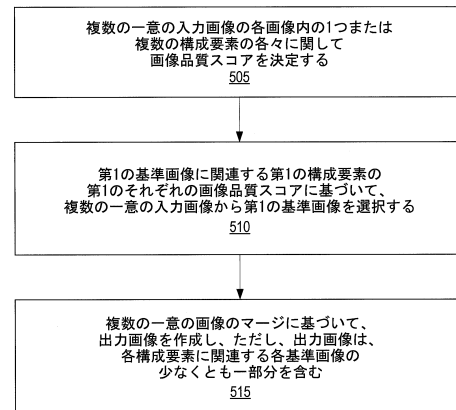 複数の一意の入力画像の各画像内の1つまたは
複数の構成要素の各々に関して
画像品質スコアを決定する
505
第1の基準画像に関連する第1の構成要素の
第1のそれぞれの画像品質スコアに基づいて、
複数の一意の入力画像から第1の基準画像を選択する
510
複数の一意の画像のマージに基づいて、
出力画像を作成し、ただし、出力画像は、
各構成要素に関連する各基準画像の
少なくとも一部分を含む
515